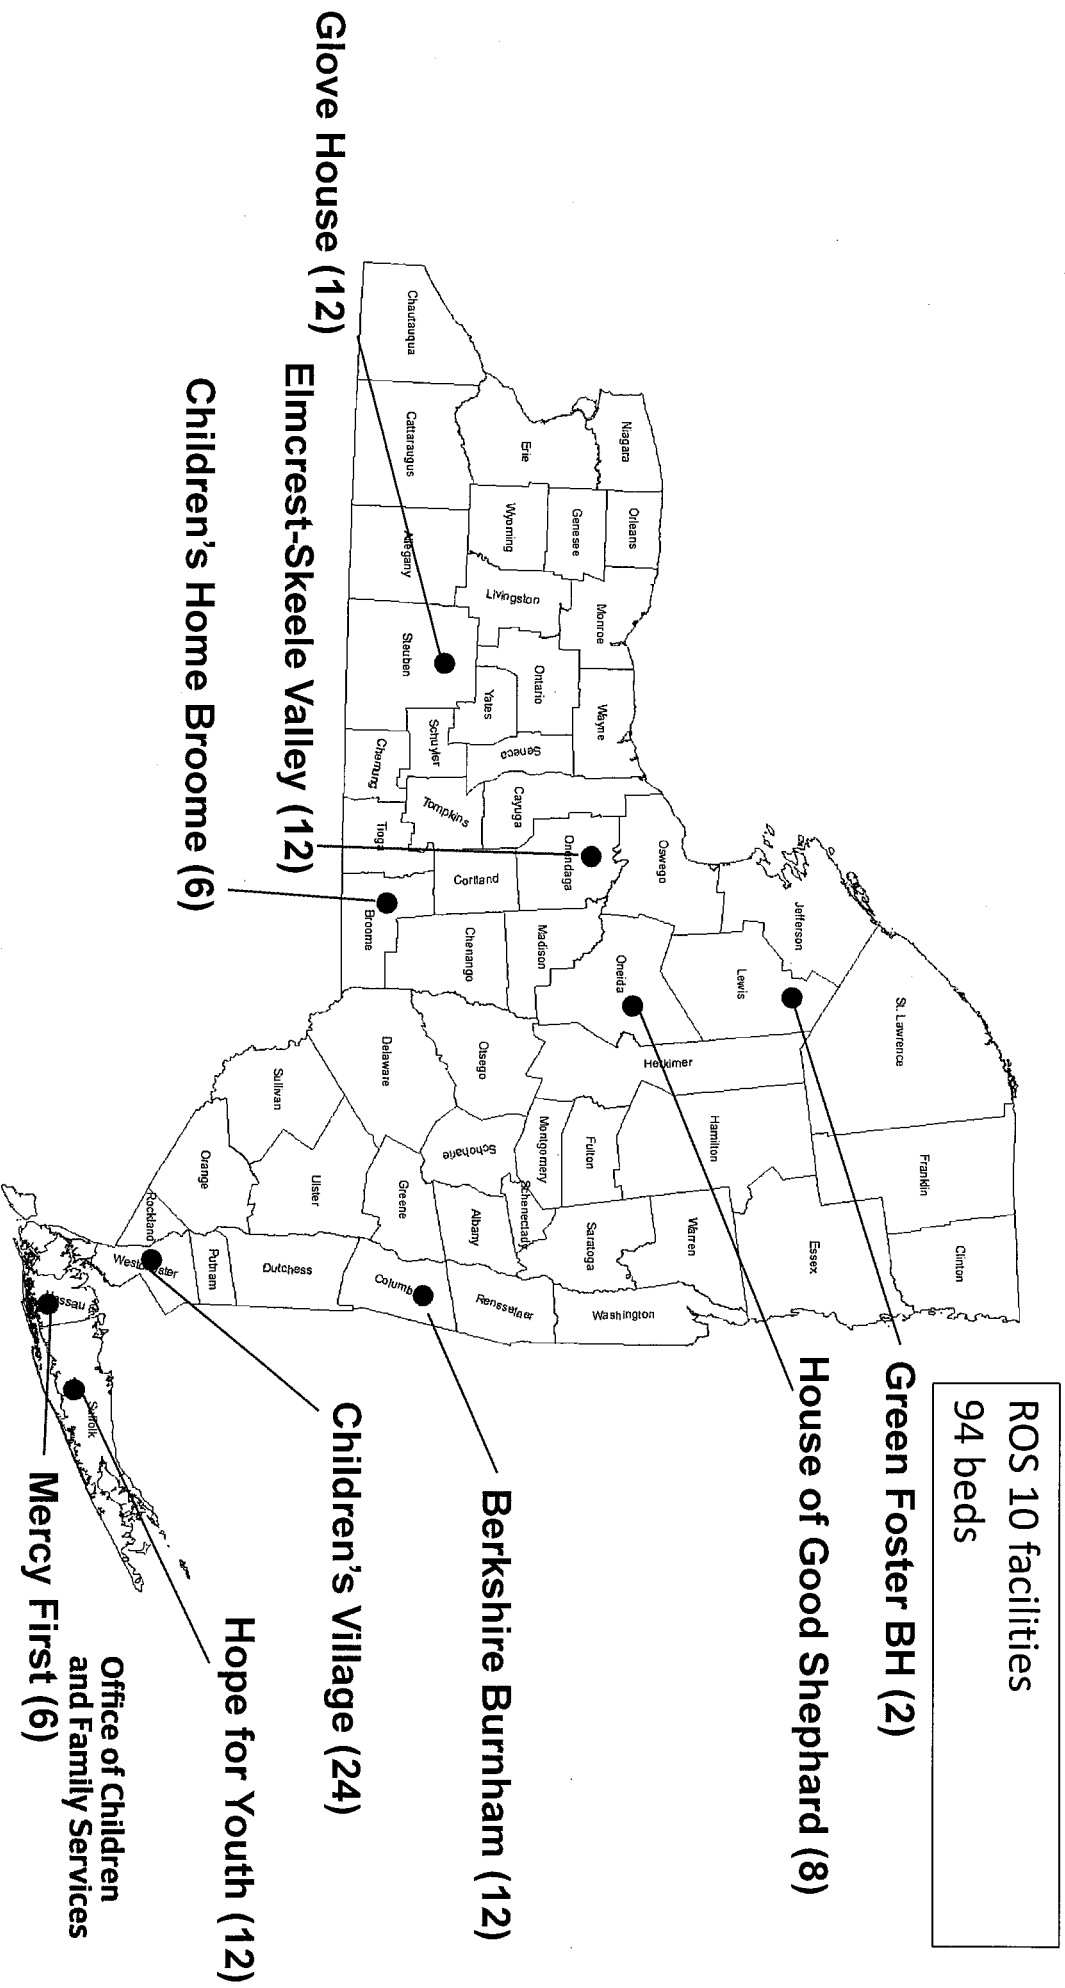 ROS 10 facilities
94 beds
Green Foster BH (2)
House of Good Shephard (8)
Berkshire Burnham (12)
Children's Village (24)
Hope for Youth (12)
Mercy First (6)
Office of Children
and Family Services
Glove House (12)
Elmcrest-Skeele Valley (12)
Children's Home Broome (6)
Clinton
Franklin
St. Lawrence
Jefferson
Lewis
Essex
Hamilton
Herkimer
Warren
Washington
Saratoga
Fulton
Montgomery
Schenectady
Oneida
Oswego
Niagara
Orleans
Monroe
Wayne
Genesee
Erie
Wyoming
Livingston
Ontario
Yates
Seneca
Cayuga
Onondaga
Madison
Otsego
Schoharie
Albany
Rensselaer
Chautauqua
Cattaraugus
Allegany
Steuben
Schuyler
Chemung
Tompkins
Tioga
Cortland
Chenango
Broome
Delaware
Greene
Columb
Sullivan
Ulster
Dutchess
Orange
Putnam
Rockland
Westchester
Nassau
Suffolk